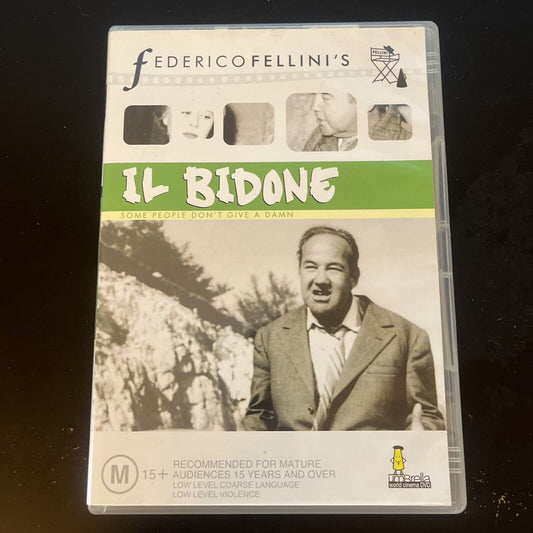 FEDERICOFELLINI'S
FELLINI
IL BIDONE
SOME PEOPLE DON'T GIVE A DAMN
M 15+
RECOMMENDED FOR MATURE
AUDIENCES 15 YEARS AND OVER
LOW LEVEL COARSE LANGUAGE
LOW LEVEL VIOLENCE
umbrella
world cinema DVD